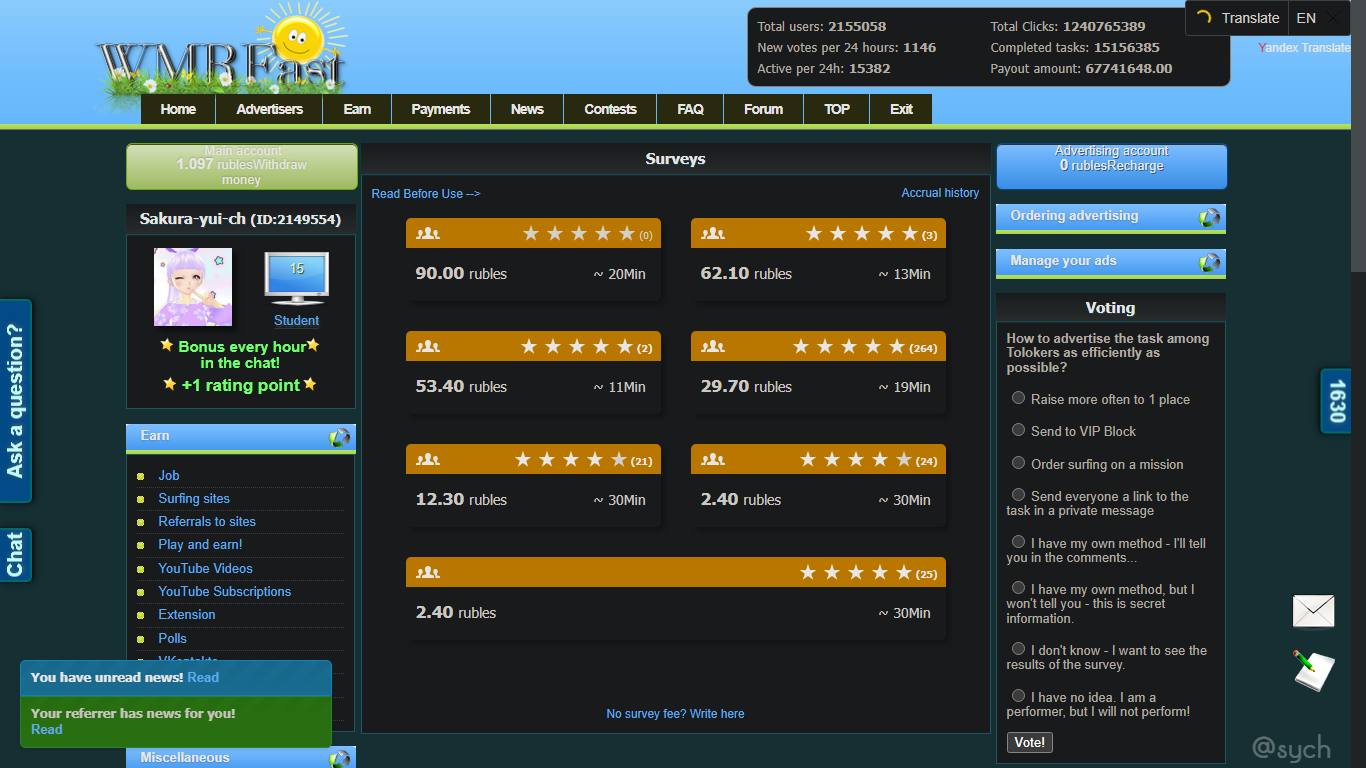 WMRFast
Total users: 2155058
New votes per 24 hours: 1146
Active per 24h: 15382
Total Clicks: 1240765389
Completed tasks: 15156385
Payout amount: 67741648.00
Translate EN
Yandex Translate
Home Advertisers Earn Payments News Contests FAQ Forum TOP Exit
Main account
1.097 rublesWithdraw
money
Sakura-yui-ch (ID:2149554)
15
Student
Bonus every hour
in the chat!
+1 rating point
Earn
Job
Surfing sites
Referrals to sites
Play and earn!
YouTube Videos
YouTube Subscriptions
Extension
Polls
Miscellaneous
Ask a question?
Chat
You have unread news! Read
Your referrer has news for you!
Read
Surveys
Read Before Use -->
Accrual history
(0)
90.00 rubles ~ 20Min
(3)
62.10 rubles ~ 13Min
(2)
53.40 rubles ~ 11Min
(264)
29.70 rubles ~ 19Min
(21)
12.30 rubles ~ 30Min
(24)
2.40 rubles ~ 30Min
(25)
2.40 rubles ~ 30Min
No survey fee? Write here
Advertising account
0 rublesRecharge
Ordering advertising
Manage your ads
Voting
How to advertise the task among
Tolokers as efficiently as
possible?
Raise more often to 1 place
Send to VIP Block
Order surfing on a mission
Send everyone a link to the
task in a private message
I have my own method - I'll tell
you in the comments...
I have my own method, but I
won't tell you - this is secret
information.
I don't know - I want to see the
results of the survey.
I have no idea. I am a
performer, but I will not perform!
Vote!
1630
@sych